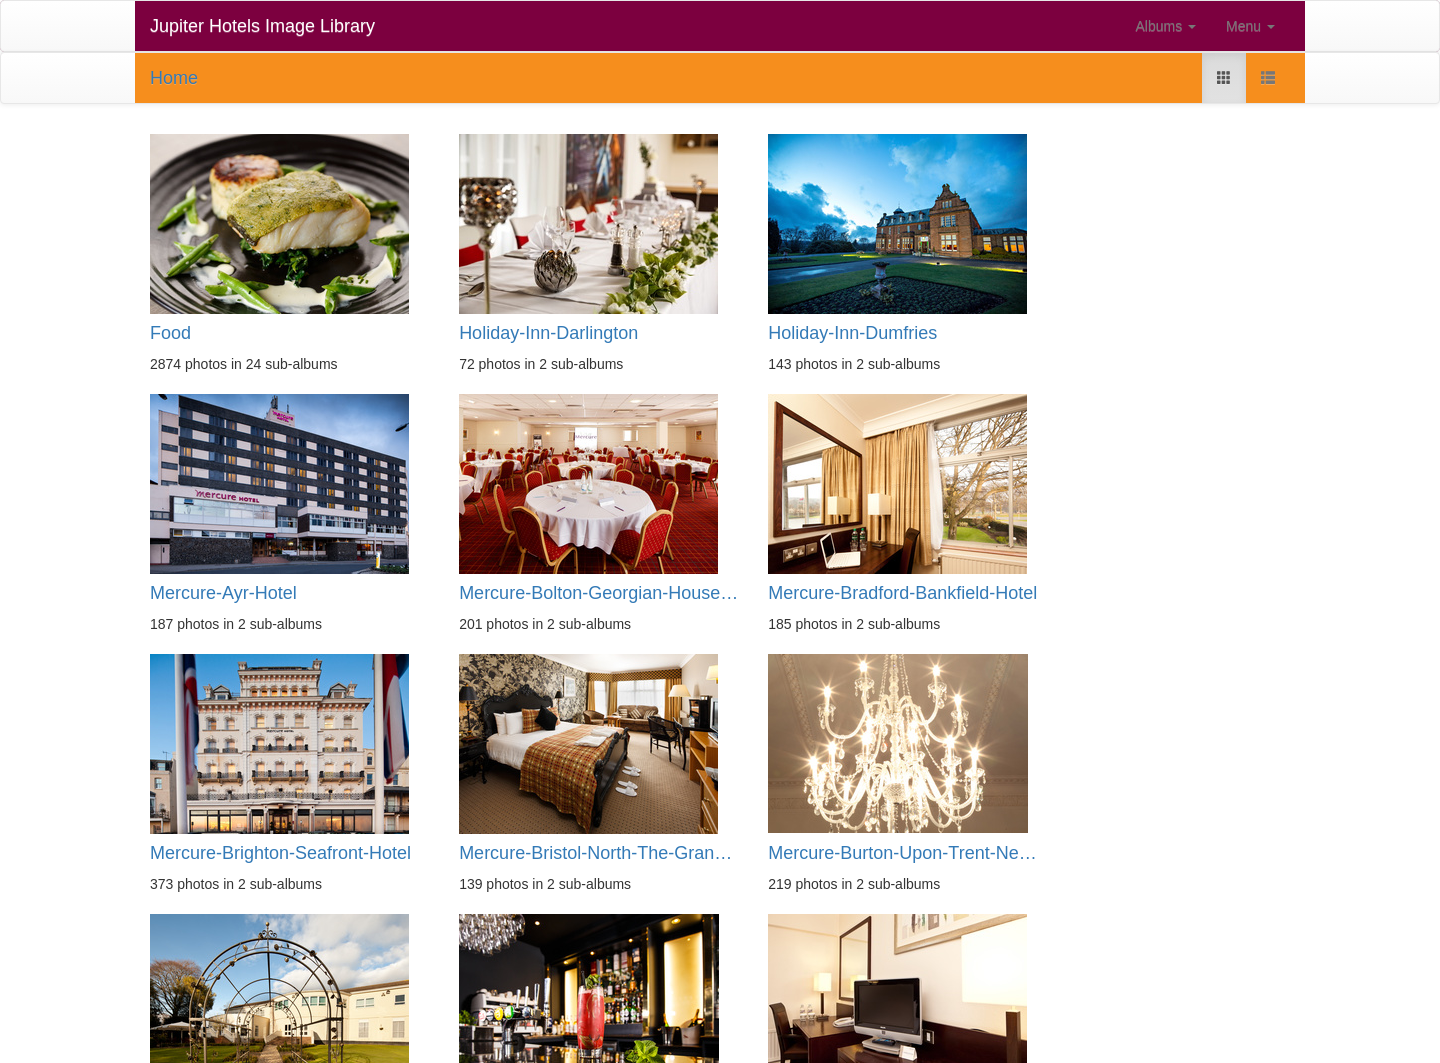 Jupiter Hotels Image Library
Albums
Menu
Home
Food
Holiday-Inn-Darlington
Holiday-Inn-Dumfries
2874 photos in 24 sub-albums
72 photos in 2 sub-albums
143 photos in 2 sub-albums
mercure HOTEL
Mercure-Ayr-Hotel
Mercure-Bolton-Georgian-House…
Mercure-Bradford-Bankfield-Hotel
187 photos in 2 sub-albums
201 photos in 2 sub-albums
185 photos in 2 sub-albums
MERCURE HOTEL
Mercure-Brighton-Seafront-Hotel
Mercure-Bristol-North-The-Gran…
Mercure-Burton-Upon-Trent-Ne…
373 photos in 2 sub-albums
139 photos in 2 sub-albums
219 photos in 2 sub-albums